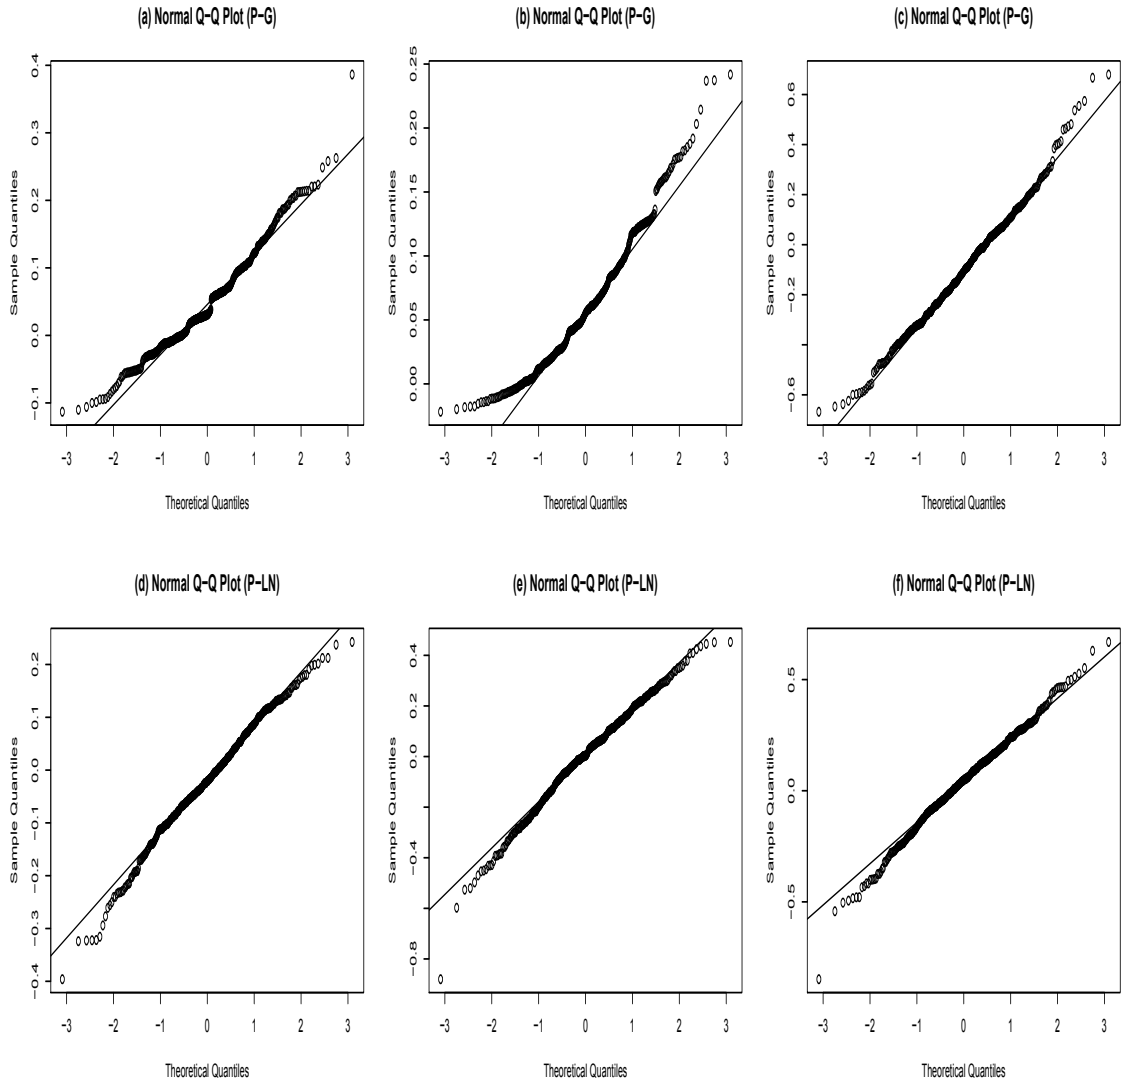 (a) Normal Q−Q Plot (P−G)
Sample Quantiles
0.4
0.3
0.2
0.1
0.0
−0.1
−3 −2 −1 0 1 2 3
Theoretical Quantiles
(b) Normal Q−Q Plot (P−G)
Sample Quantiles
0.25
0.20
0.15
0.10
0.05
0.00
−3 −2 −1 0 1 2 3
Theoretical Quantiles
(c) Normal Q−Q Plot (P−G)
Sample Quantiles
0.6
0.4
0.2
0.0
−0.2
−0.6
−3 −2 −1 0 1 2 3
Theoretical Quantiles
(d) Normal Q−Q Plot (P−LN)
Sample Quantiles
0.2
0.1
0.0
−0.1
−0.2
−0.3
−0.4
−3 −2 −1 0 1 2 3
Theoretical Quantiles
(e) Normal Q−Q Plot (P−LN)
Sample Quantiles
0.4
0.2
0.0
−0.4
−0.8
−3 −2 −1 0 1 2 3
Theoretical Quantiles
(f) Normal Q−Q Plot (P−LN)
Sample Quantiles
0.5
0.0
−0.5
−3 −2 −1 0 1 2 3
Theoretical Quantiles